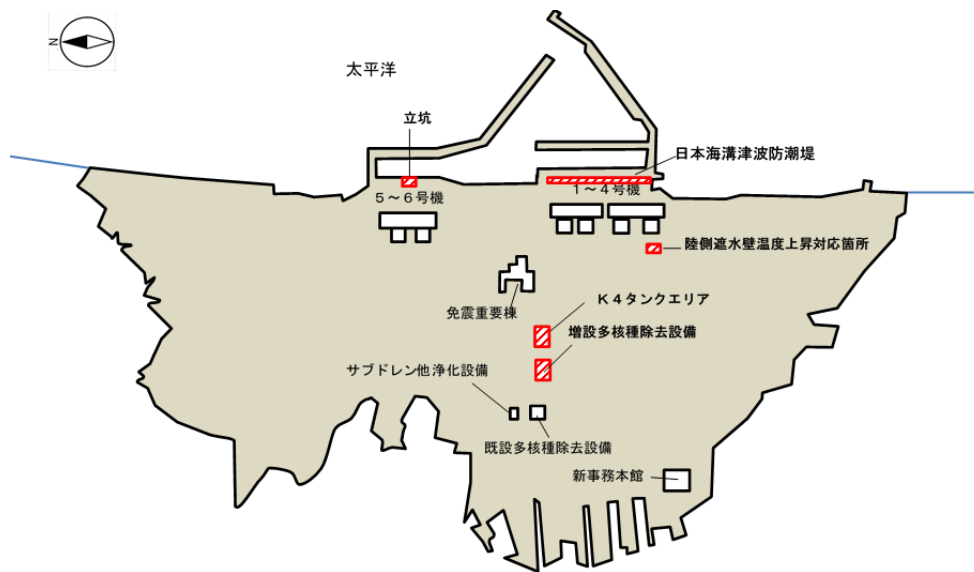 N
太平洋
立坑
日本海溝津波防潮堤
5~6号機
1~4号機
陸側遮水壁温度上昇対応箇所
免震重要棟
K4タンクエリア
増設多核種除去設備
サブドレン他浄化設備
既設多核種除去設備
新事務本館